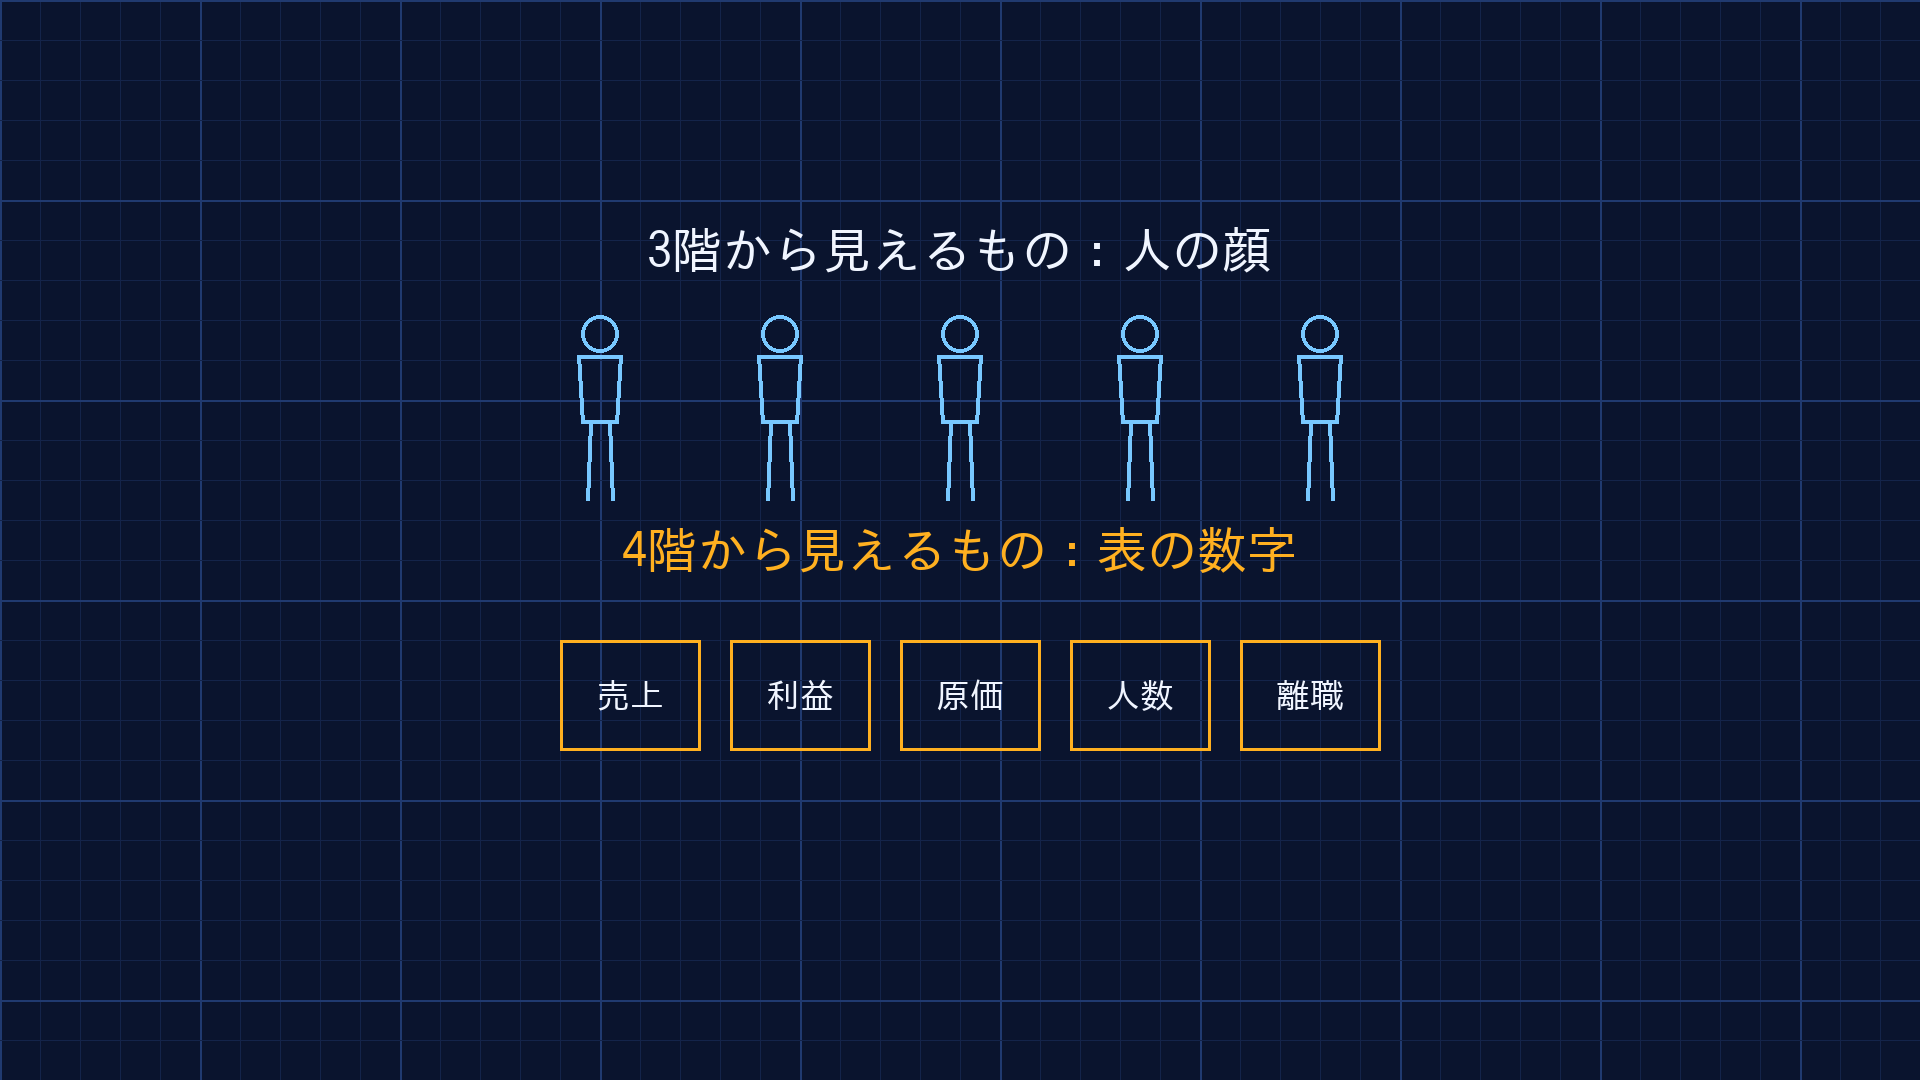 3階から見えるもの：人の顔
4階から見えるもの：表の数字
売上 利益 原価 人数 離職